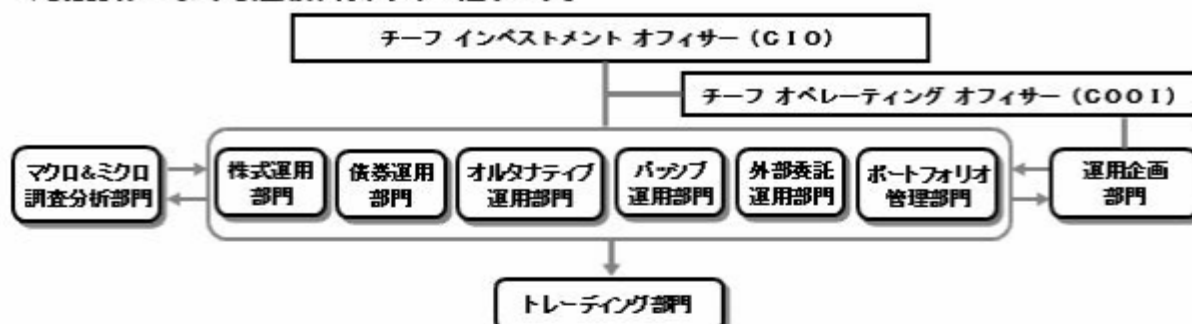 チーフ インベストメント オフィサー (CIO)
チーフ オペレーティング オフィサー (COOI)
マクロ&ミクロ
調査分析部門
株式運用
部門
債券運用
部門
オルタナティブ
運用部門
パッシブ
運用部門
外部委託
運用部門
ポートフォリオ
管理部門
運用企画
部門
トレーディング部門